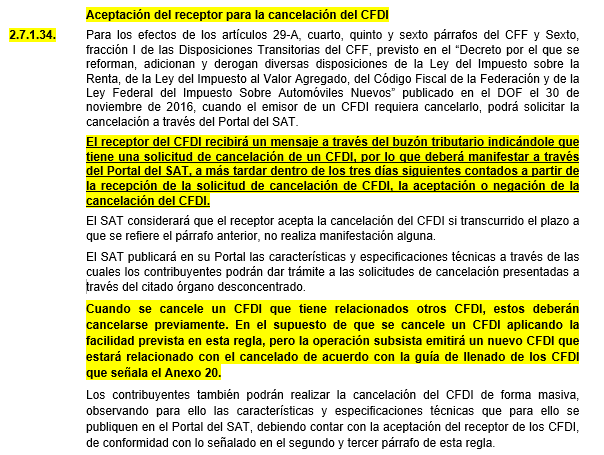 Aceptación del receptor para la cancelación del CFDI
2.7.1.34. Para los efectos de los artículos 29-A, cuarto, quinto y sexto párrafos del CFF y Sexto,
fracción I de las Disposiciones Transitorias del CFF, previsto en el “Decreto por el que se
reforman, adicionan y derogan diversas disposiciones de la Ley del Impuesto sobre la
Renta, de la Ley del Impuesto al Valor Agregado, del Código Fiscal de la Federación y de la
Ley Federal del Impuesto Sobre Automóviles Nuevos” publicado en el DOF el 30 de
noviembre de 2016, cuando el emisor de un CFDI requiera cancelarlo, podrá solicitar la
cancelación a través del Portal del SAT.
El receptor del CFDI recibirá un mensaje a través del buzón tributario indicándole que
tiene una solicitud de cancelación de un CFDI, por lo que deberá manifestar a través
del Portal del SAT, a más tardar dentro de los tres días siguientes contados a partir de
la recepción de la solicitud de cancelación de CFDI, la aceptación o negación de la
cancelación del CFDI.
El SAT considerará que el receptor acepta la cancelación del CFDI si transcurrido el plazo a
que se refiere el párrafo anterior, no realiza manifestación alguna.
El SAT publicará en su Portal las características y especificaciones técnicas a través de las
cuales los contribuyentes podrán dar trámite a las solicitudes de cancelación presentadas a
través del citado órgano desconcentrado.
Cuando se cancele un CFDI que tiene relacionados otros CFDI, estos deberán
cancelarse previamente. En el supuesto de que se cancele un CFDI aplicando la
facilidad prevista en esta regla, pero la operación subsista emitirá un nuevo CFDI que
estará relacionado con el cancelado de acuerdo con la guía de llenado de los CFDI
que señala el Anexo 20.
Los contribuyentes también podrán realizar la cancelación del CFDI de forma masiva,
observando para ello las características y especificaciones técnicas que para ello se
publiquen en el Portal del SAT, debiendo contar con la aceptación del receptor de los CFDI,
de conformidad con lo señalado en el segundo y tercer párrafo de esta regla.